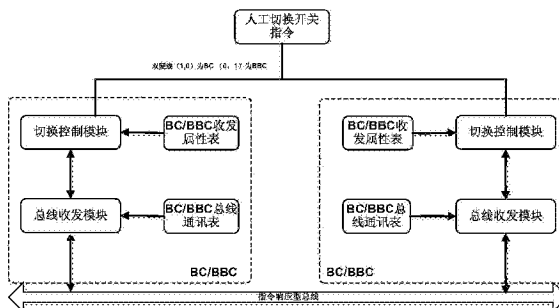 人工切换开关
指令
双绞线（1,0）为BC（0，1）为BBC
切换控制模块
BC/BBC收发
属性表
总线收发模块
BC/BBC总线
通讯表
BC/BBC
BC/BBC收
发属性表
切换控制模块
BC/BBC总
线通讯表
总线收发模块
BC/BBC
指令响应型总线